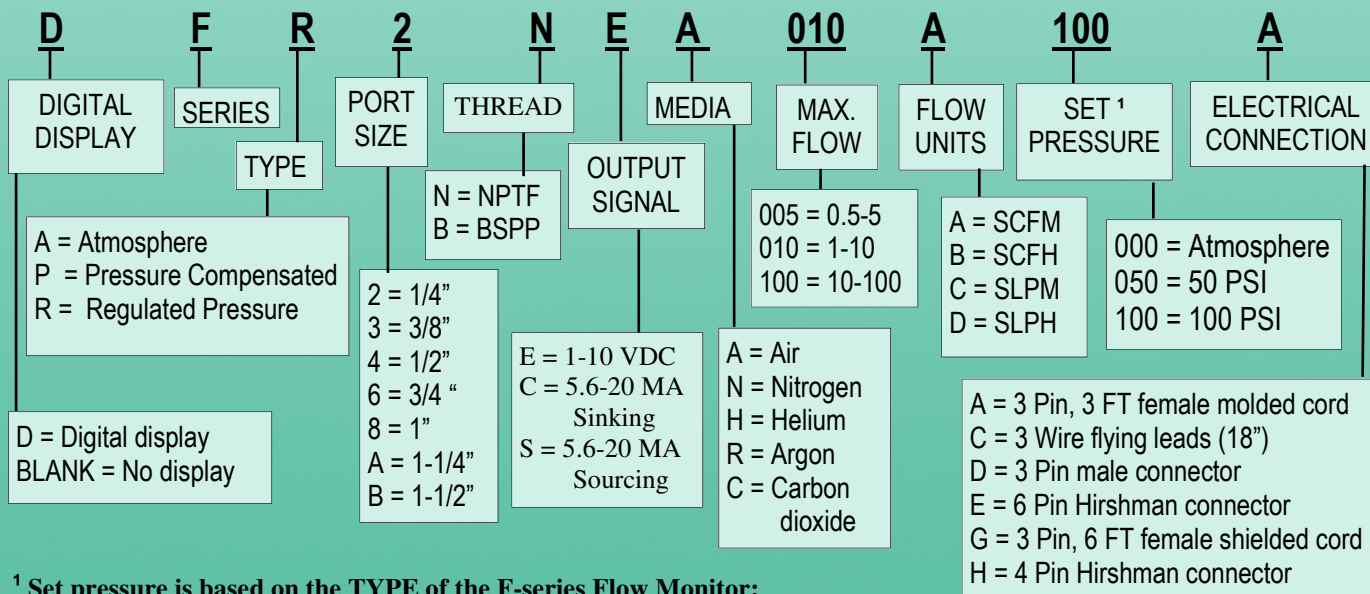 D F R 2 N E A 010 A 100 A
DIGITAL
DISPLAY
SERIES
TYPE
PORT
SIZE
THREAD
OUTPUT
SIGNAL
MEDIA
MAX.
FLOW
FLOW
UNITS
SET ¹
PRESSURE
ELECTRICAL
CONNECTION
A = Atmosphere
P = Pressure Compensated
R = Regulated Pressure
D = Digital display
BLANK = No display
2 = 1/4”
3 = 3/8”
4 = 1/2”
6 = 3/4 “
8 = 1”
A = 1-1/4”
B = 1-1/2”
N = NPTF
B = BSPP
E = 1-10 VDC
C = 5.6-20 MA
Sinking
S = 5.6-20 MA
Sourcing
A = Air
N = Nitrogen
H = Helium
R = Argon
C = Carbon
dioxide
005 = 0.5-5
010 = 1-10
100 = 10-100
A = SCFM
B = SCFH
C = SLPM
D = SLPH
000 = Atmosphere
050 = 50 PSI
100 = 100 PSI
A = 3 Pin, 3 FT female molded cord
C = 3 Wire flying leads (18”)
D = 3 Pin male connector
E = 6 Pin Hirshman connector
G = 3 Pin, 6 FT female shielded cord
H = 4 Pin Hirshman connector
¹ Set pressure is based on the TYPE of the F-series Flow Monitor: